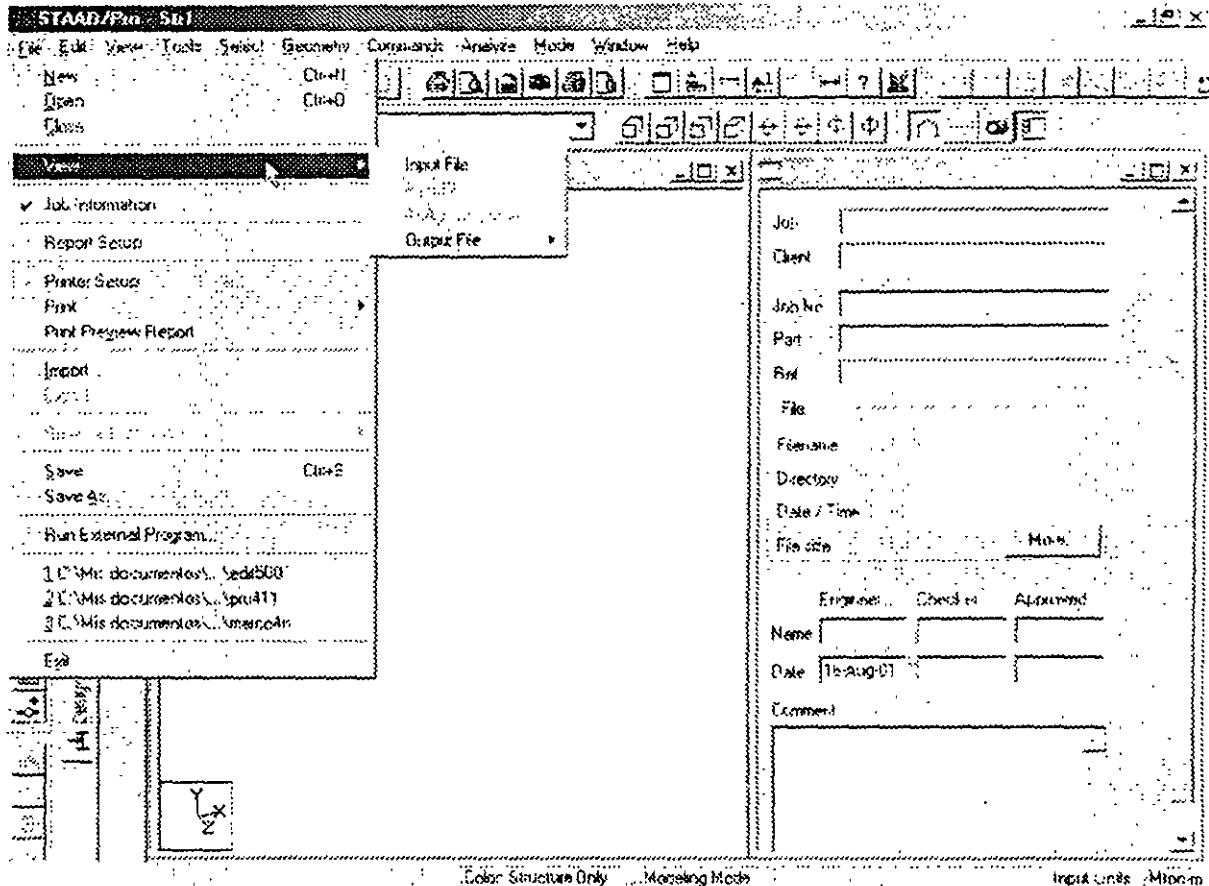 STAAD/Pro - Str1
File Edit View Tools Select Geometry Commands Analyze Mode Window Help
New Ctrl+N
Open Ctrl+O
Close
View
Input File
Output File
Job Information
Report Setup
Printer Setup
Print
Print Preview Report
Import
Save Ctrl+S
Save As
Run External Program...
1 C:\Mis documentos\...\edif500
2 C:\Mis documentos\...\pru411
3 C:\Mis documentos\...\marco4n
Exit
Job
Client
Job No
Part
Ref
File
Filename
Directory
Date / Time
File size
More
Engineer Checker Approved
Name
Date 16-Aug-01
Comment
Y
X
Z
Color Structure Only Modeling Mode Input Units Mton-m